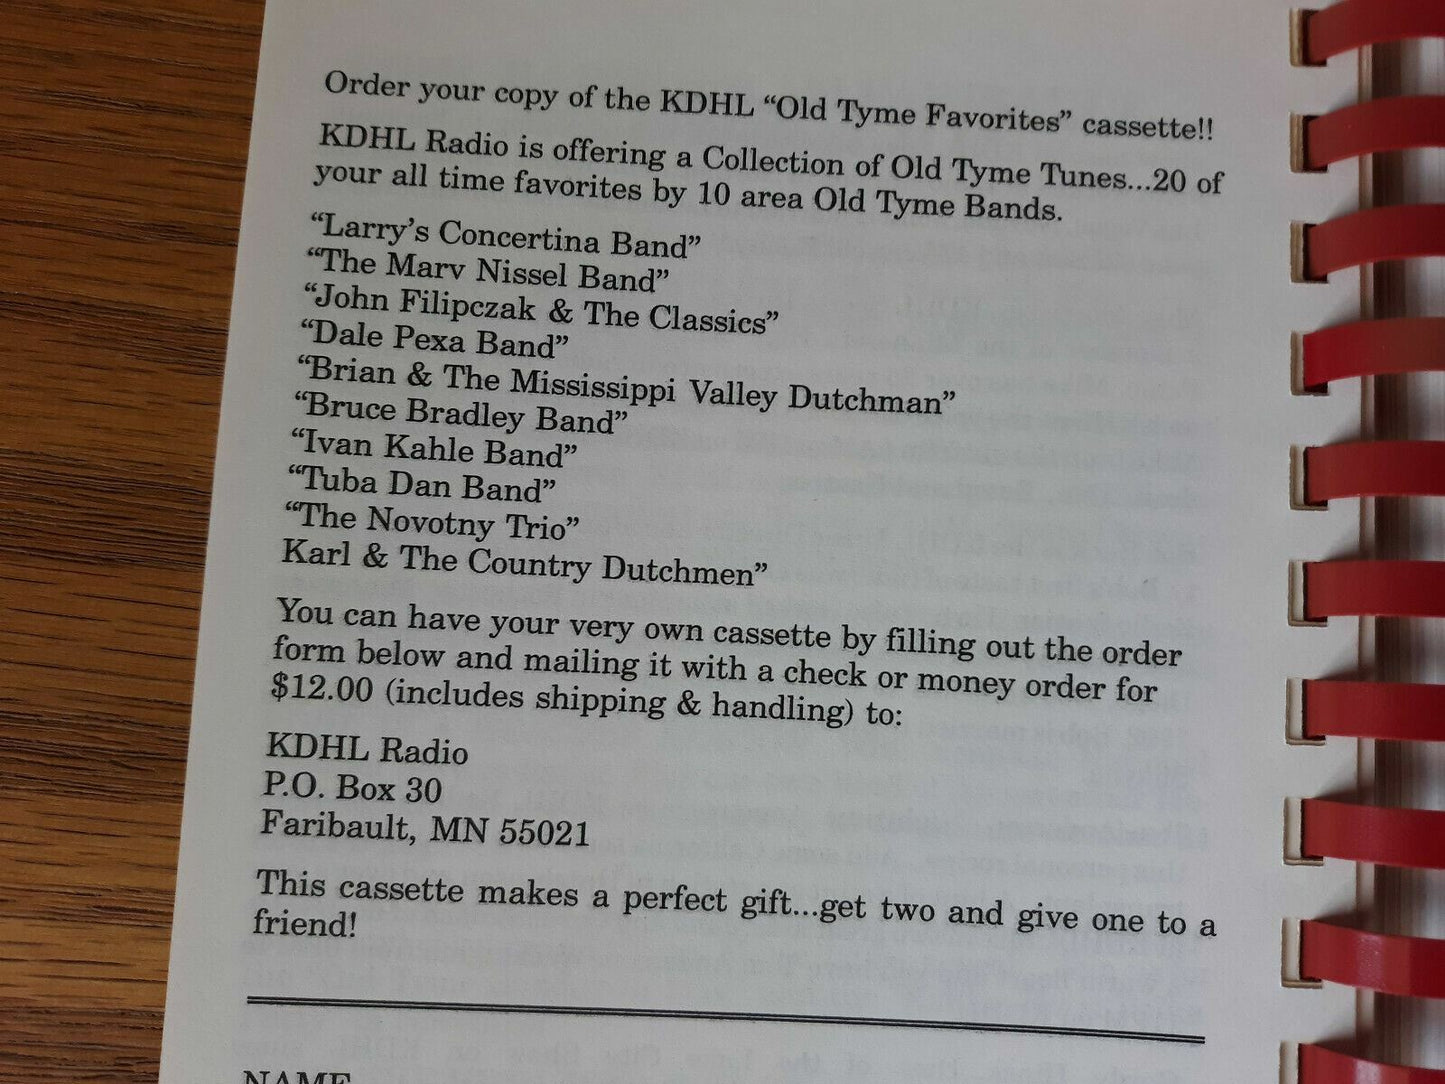 Order your copy of the KDHL “Old Tyme Favorites” cassette!!
KDHL Radio is offering a Collection of Old Tyme Tunes...20 of
your all time favorites by 10 area Old Tyme Bands.
“Larry’s Concertina Band”
“The Marv Nissel Band”
“John Filipczak & The Classics”
“Dale Pexa Band”
“Brian & The Mississippi Valley Dutchman”
“Bruce Bradley Band”
“Ivan Kahle Band”
“Tuba Dan Band”
“The Novotny Trio”
Karl & The Country Dutchmen”
You can have your very own cassette by filling out the order
form below and mailing it with a check or money order for
$12.00 (includes shipping & handling) to:
KDHL Radio
P.O. Box 30
Faribault, MN 55021
This cassette makes a perfect gift...get two and give one to a
friend!
NAME